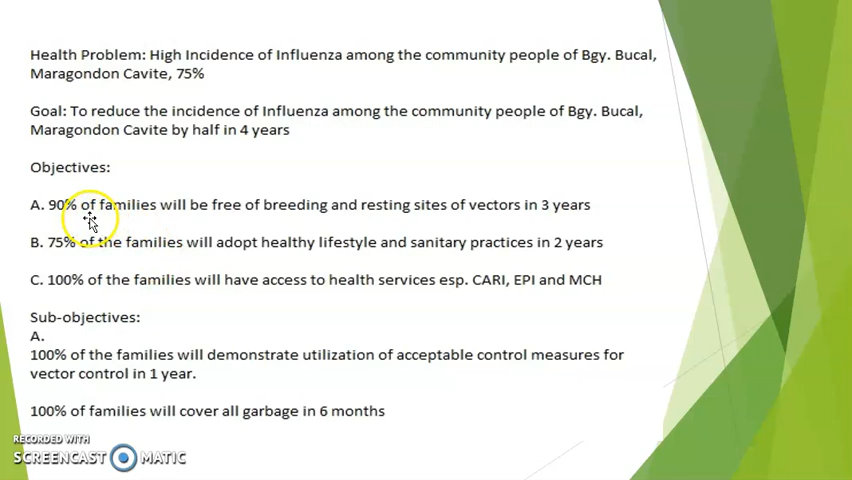 Health Problem: High Incidence of Influenza among the community people of Bgy. Bucal,
Maragondon Cavite, 75%
Goal: To reduce the incidence of Influenza among the community people of Bgy. Bucal,
Maragondon Cavite by half in 4 years
Objectives:
A. 90% of families will be free of breeding and resting sites of vectors in 3 years
B. 75% of the families will adopt healthy lifestyle and sanitary practices in 2 years
C. 100% of the families will have access to health services esp. CARI, EPI and MCH
Sub-objectives:
A.
100% of the families will demonstrate utilization of acceptable control measures for
vector control in 1 year.
100% of families will cover all garbage in 6 months
RECORDED WITH
SCREENCAST MATIC